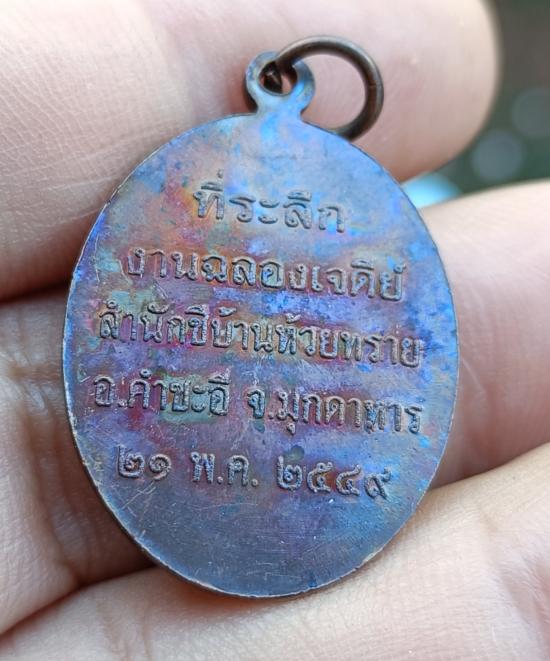 ที่ระลึก
งานฉลองเจดีย์
สำนักชีบ้านห้วยทราย
อ.คำชะอี จ.มุกดาหาร
๒๑ พ.ค. ๒๕๔๙